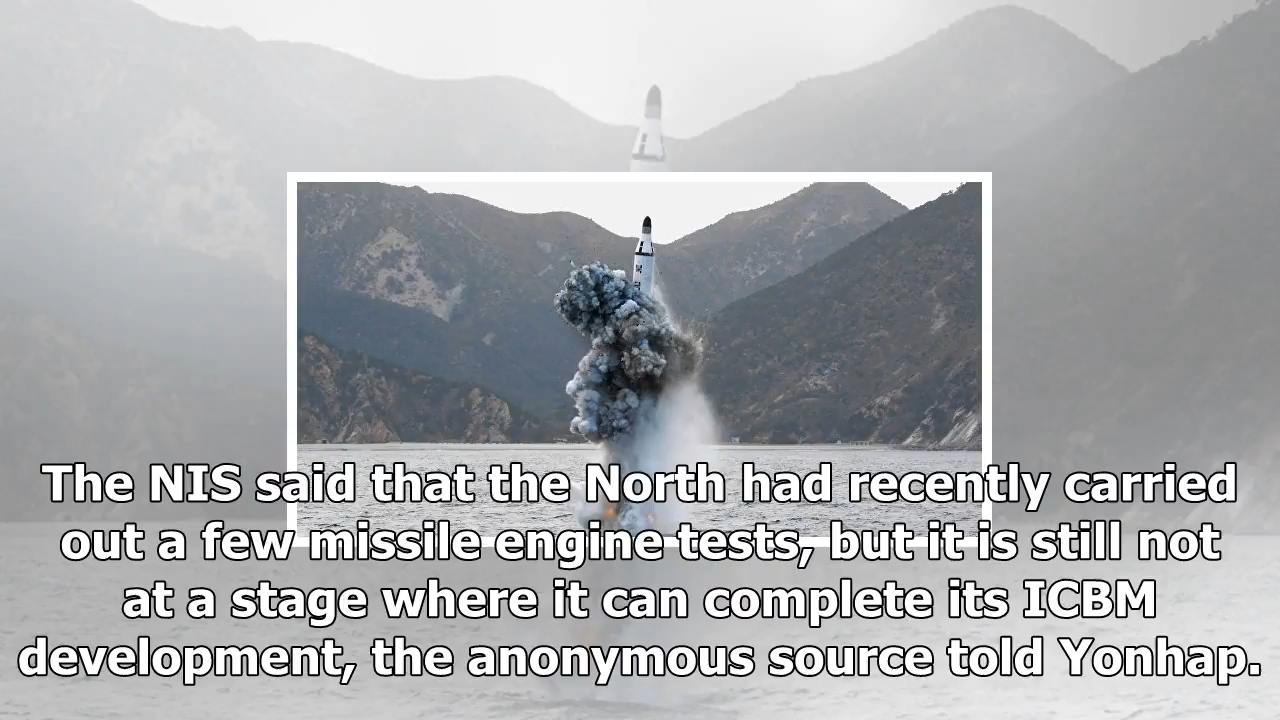 The NIS said that the North had recently carried
out a few missile engine tests, but it is still not
at a stage where it can complete its ICBM
development, the anonymous source told Yonhap.